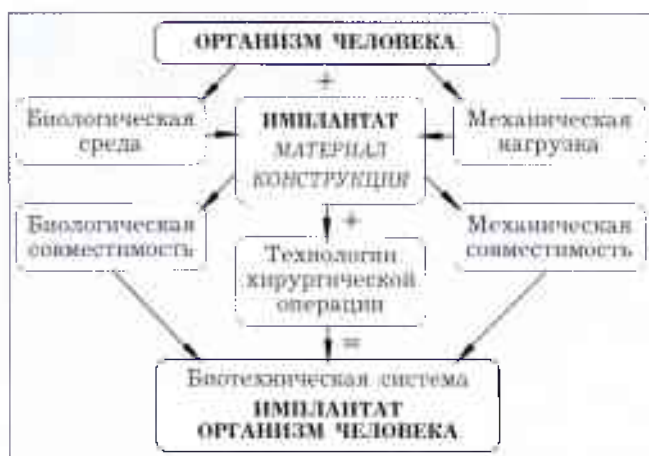 ОРГАНИЗМ ЧЕЛОВЕКА
+
Биологическая
среда
ИМПЛАНТАТ
МАТЕРИАЛ
КОНСТРУКЦИЯ
Механическая
нагрузка
Биологическая
совместимость
+
Технологии
хирургической
операции
Механическая
совместимость
=
Биотехническая система
ИМПЛАНТАТ
ОРГАНИЗМ ЧЕЛОВЕКА